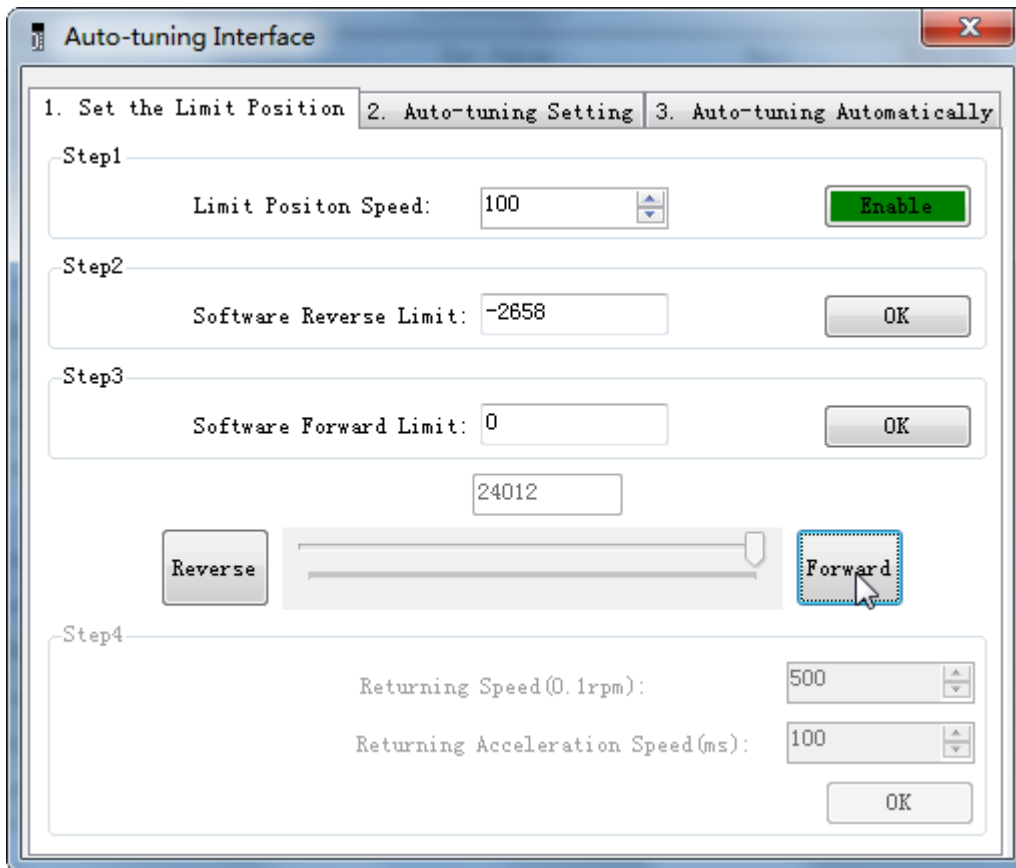 Auto-tuning Interface
1. Set the Limit Position 2. Auto-tuning Setting 3. Auto-tuning Automatically
Step1
Limit Positon Speed: 100 Enable
Step2
Software Reverse Limit: -2658 OK
Step3
Software Forward Limit: 0 OK
24012
Reverse Forward
Step4
Returning Speed(0.1rpm): 500
Returning Acceleration Speed(ms): 100
OK